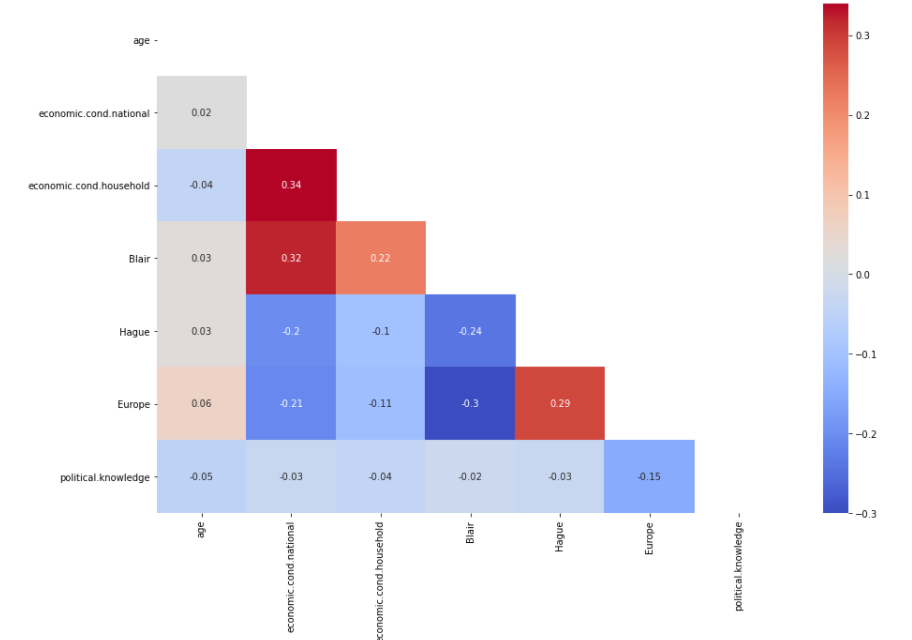 age
0.3
economic.cond.national 0.02
0.2
economic.cond.household -0.04 0.34
0.1
Blair 0.03 0.32 0.22
0.0
Hague 0.03 -0.2 -0.1 -0.24
−0.1
Europe 0.06 -0.21 -0.11 -0.3 0.29
−0.2
political.knowledge -0.05 -0.03 -0.04 -0.02 -0.03 -0.15
−0.3
age
economic.cond.national
economic.cond.household
Blair
Hague
Europe
political.knowledge